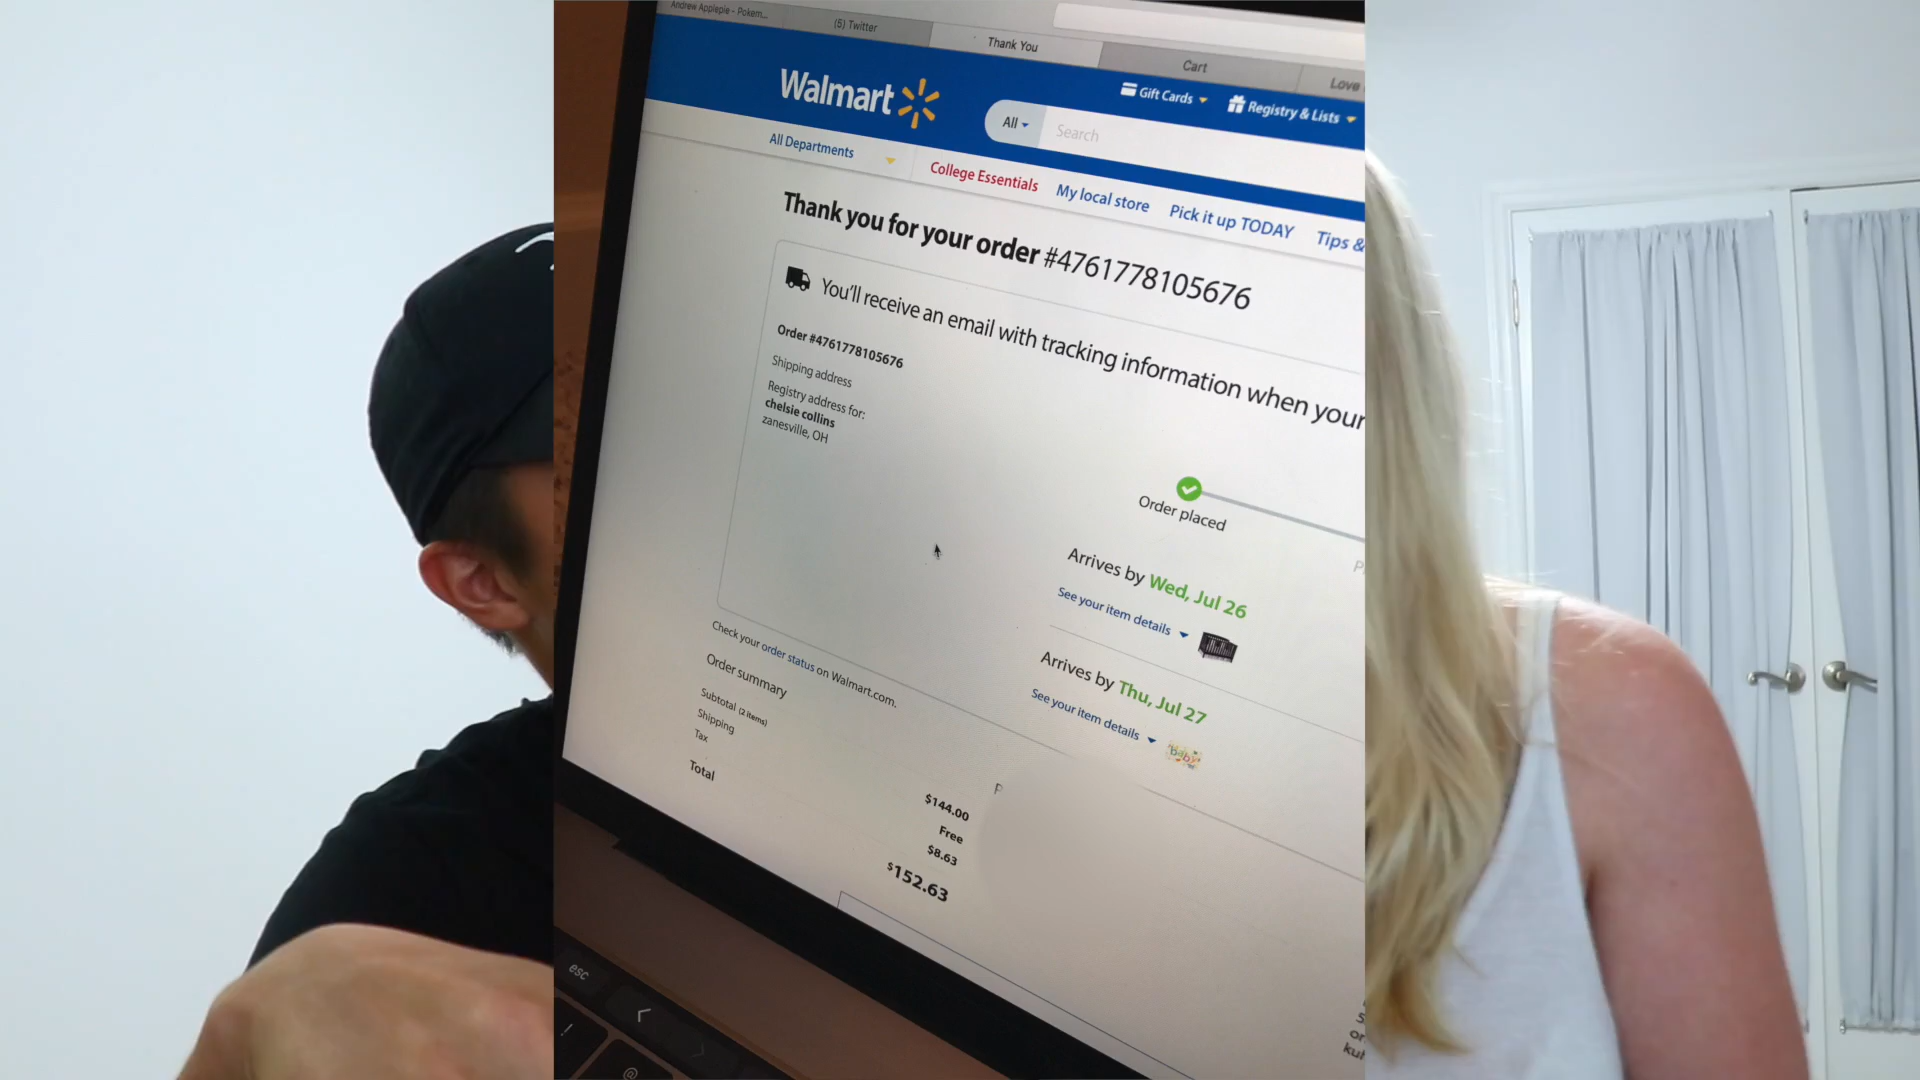 Andrew Applepie - Pokem...
(6) Twitter
Thank You
Cart
Love
Walmart
Gift Cards
Registry & Lists
All
Search
All Departments
College Essentials
My local store
Pick it up TODAY
Tips &
Thank you for your order #4761778105676
You'll receive an email with tracking information when your
Order #4761778105676
Shipping address
Registry address for:
chelsie collins
zanesville, OH
Order placed
Arrives by Wed, Jul 26
See your item details
Arrives by Thu, Jul 27
See your item details
baby
Check your order status on Walmart.com.
Order summary
Subtotal (2 items)
$144.00
Shipping
Free
Tax
$8.63
Total
$152.63
esc
!
@